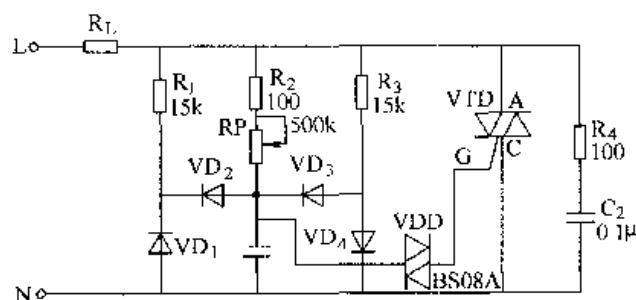 L
R_L
R_1
15k
R_2
100
RP
500k
R_3
15k
VTD
A
C
G
R_4
100
C_2
0.1μ
VD_2
VD_3
VD_1
VD_4
VDD
BS08A
N